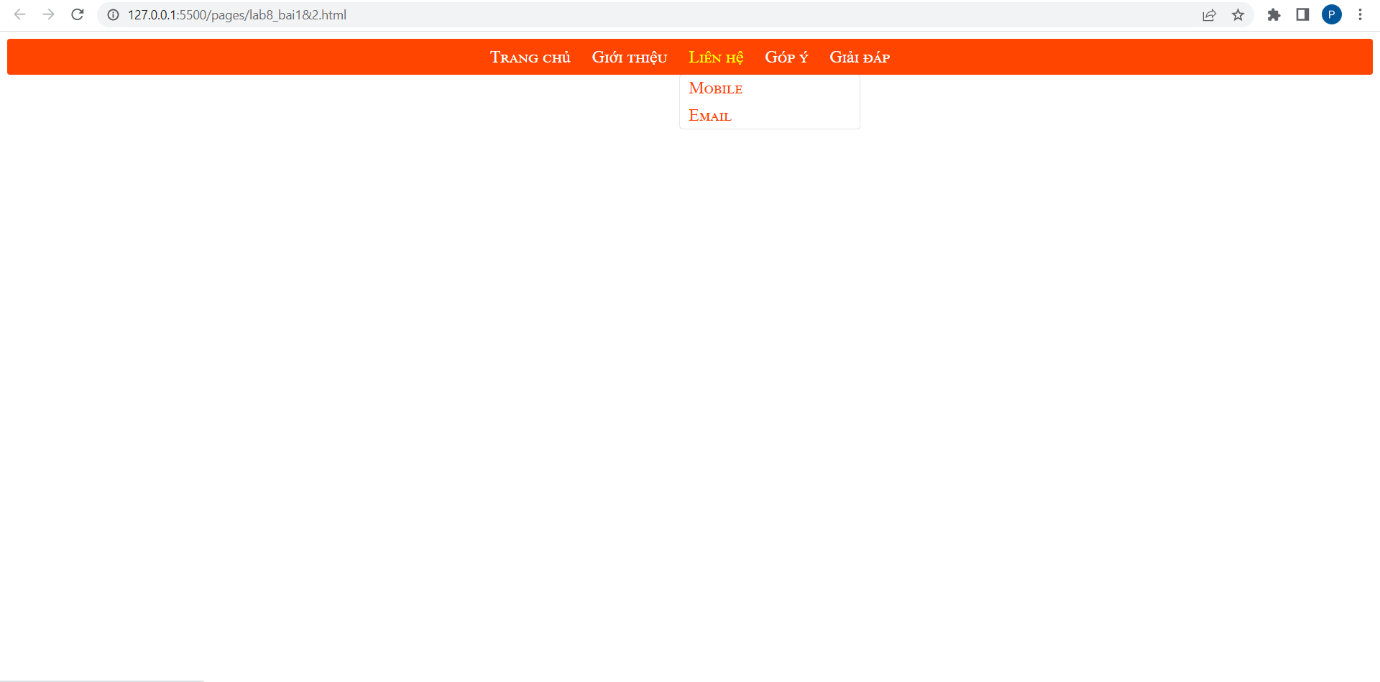 127.0.0.1:5500/pages/lab8_bai1&2.html
P
Trang chủ Giới thiệu Liên hệ Góp ý Giải đáp
Mobile
Email